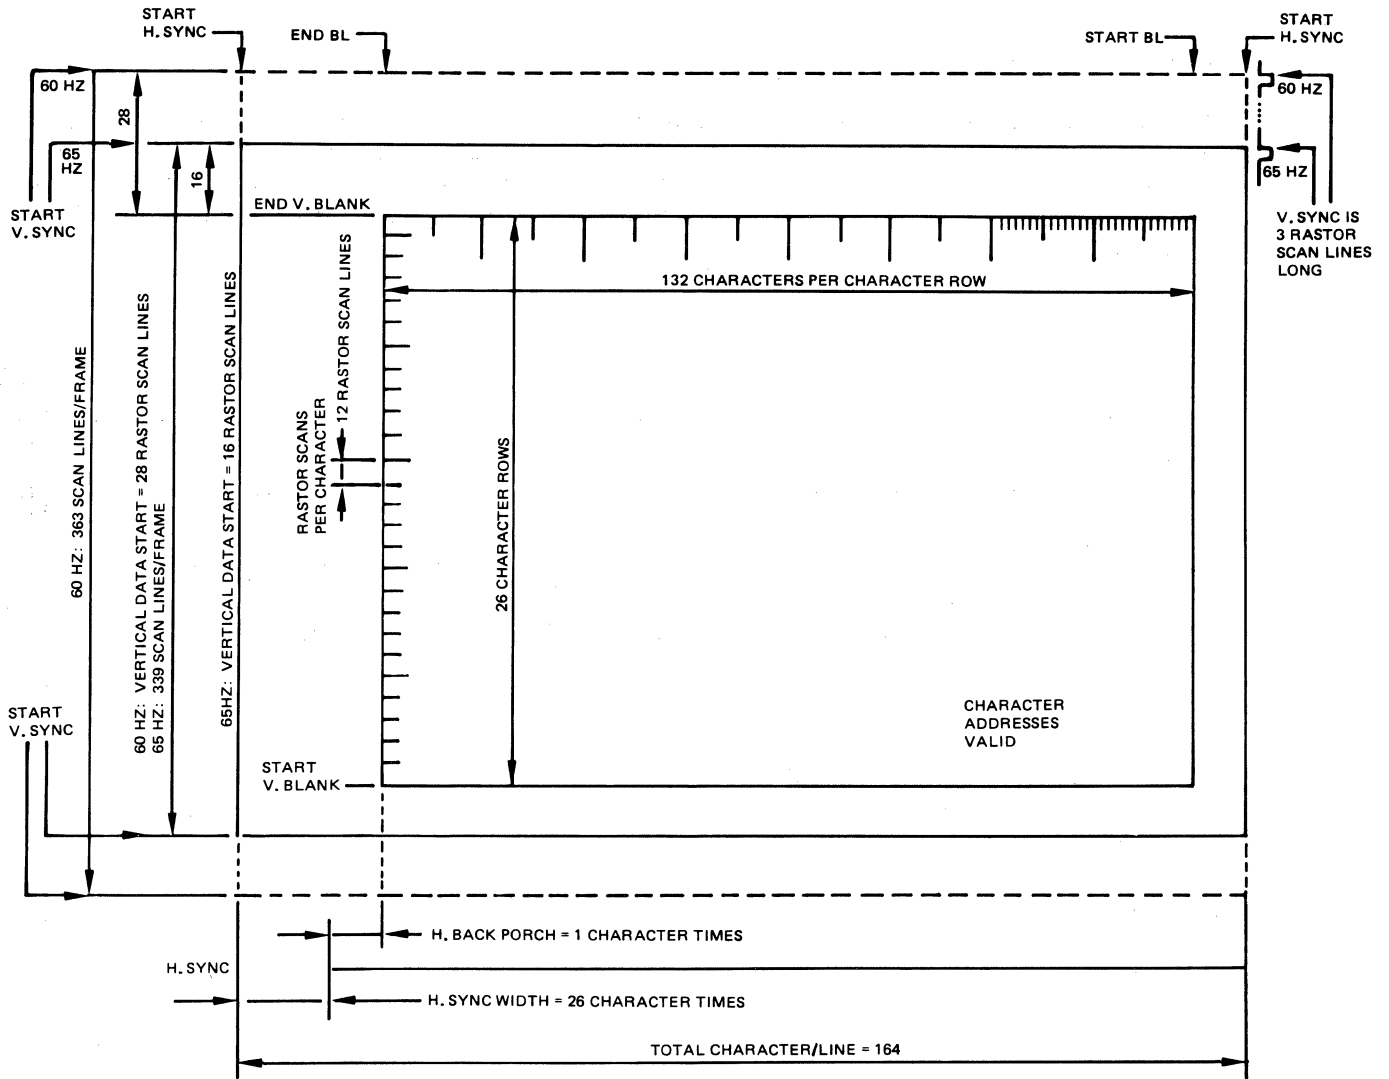 START
H. SYNC
END BL
START BL
START
H. SYNC
60 HZ
28
60 HZ
65
HZ
16
65 HZ
START
V. SYNC
END V. BLANK
V. SYNC IS
3 RASTOR
SCAN LINES
LONG
132 CHARACTERS PER CHARACTER ROW
60 HZ: 363 SCAN LINES/FRAME
60 HZ: VERTICAL DATA START = 28 RASTOR SCAN LINES
65 HZ: 339 SCAN LINES/FRAME
65HZ: VERTICAL DATA START = 16 RASTOR SCAN LINES
RASTOR SCANS
PER CHARACTER
12 RASTOR SCAN LINES
26 CHARACTER ROWS
CHARACTER
ADDRESSES
VALID
START
V. SYNC
START
V. BLANK
H. BACK PORCH = 1 CHARACTER TIMES
H. SYNC
H. SYNC WIDTH = 26 CHARACTER TIMES
TOTAL CHARACTER/LINE = 164